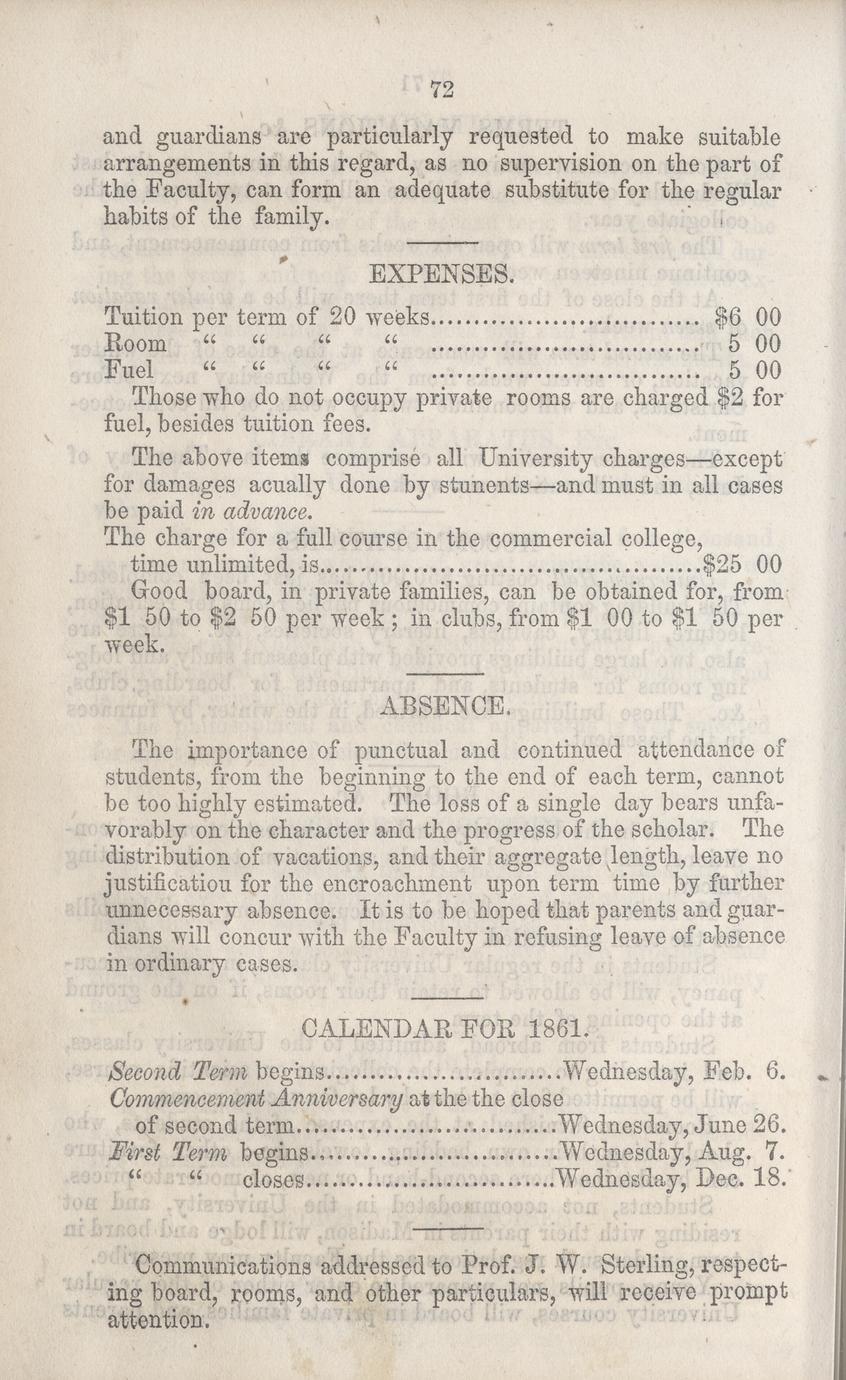 72
and guardians are particularly requested to make suitable
arrangements in this regard, as no supervision on the part of
the Faculty, can form an adequate substitute for the regular
habits of the family.
EXPENSES.
Tuition per term of 20 weeks.............................. $6 00
Room “ “ “ “ .............................. 5 00
Fuel “ “ “ “ .............................. 5 00
Those who do not occupy private rooms are charged $2 for
fuel, besides tuition fees.
The above items comprise all University charges—except
for damages acually done by stunents—and must in all cases
be paid in advance.
The charge for a full course in the commercial college,
time unlimited, is...........................................$25 00
Good board, in private families, can be obtained for, from
$1 50 to $2 50 per week; in clubs, from $1 00 to $1 50 per
week.
ABSENCE.
The importance of punctual and continued attendance of
students, from the beginning to the end of each term, cannot
be too highly estimated. The loss of a single day bears unfa-
vorably on the character and the progress of the scholar. The
distribution of vacations, and their aggregate length, leave no
justificatiou for the encroachment upon term time by further
unnecessary absence. It is to be hoped that parents and guar-
dians will concur with the Faculty in refusing leave of absence
in ordinary cases.
CALENDAR FOR 1861.
Second Term begins..........................Wednesday, Feb. 6.
Commencement Anniversary at the the close
of second term.............................Wednesday, June 26.
First Term begins............................Wednesday, Aug. 7.
“ “ closes............................Wednesday, Dec. 18.
Communications addressed to Prof. J. W. Sterling, respect-
ing board, rooms, and other particulars, will receive prompt
attention.